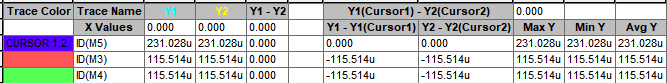 Trace Color Trace Name Y1 Y2 Y1 - Y2 Y1(Cursor1) - Y2(Cursor2) 0.000
X Values 0.000 0.000 0.000 Y1 - Y1(Cursor1) Y2 - Y2(Cursor2) Max Y Min Y Avg Y
CURSOR 1,2 ID(M5) 231.028u 231.028u 0.000 0.000 0.000 231.028u 231.028u 231.028u
ID(M3) 115.514u 115.514u 0.000 -115.514u -115.514u 115.514u 115.514u 115.514u
ID(M4) 115.514u 115.514u 0.000 -115.514u -115.514u 115.514u 115.514u 115.514u